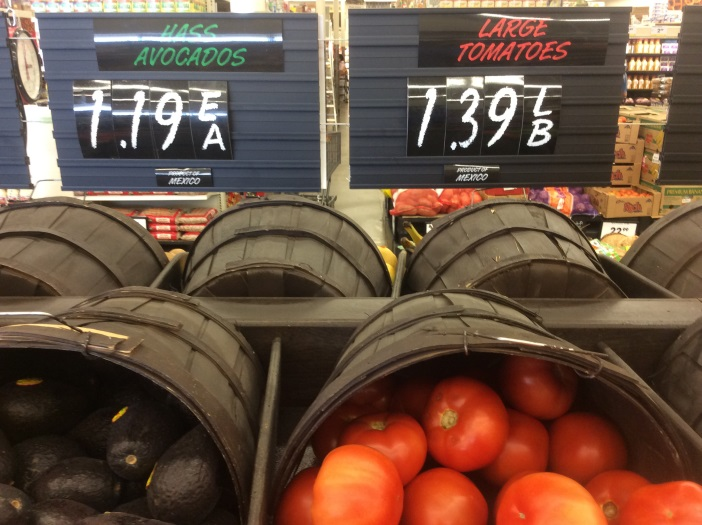 HASS
AVOCADOS
1.19 EA
PRODUCT OF
MEXICO
LARGE
TOMATOES
1.39 LB
PRODUCT OF
MEXICO